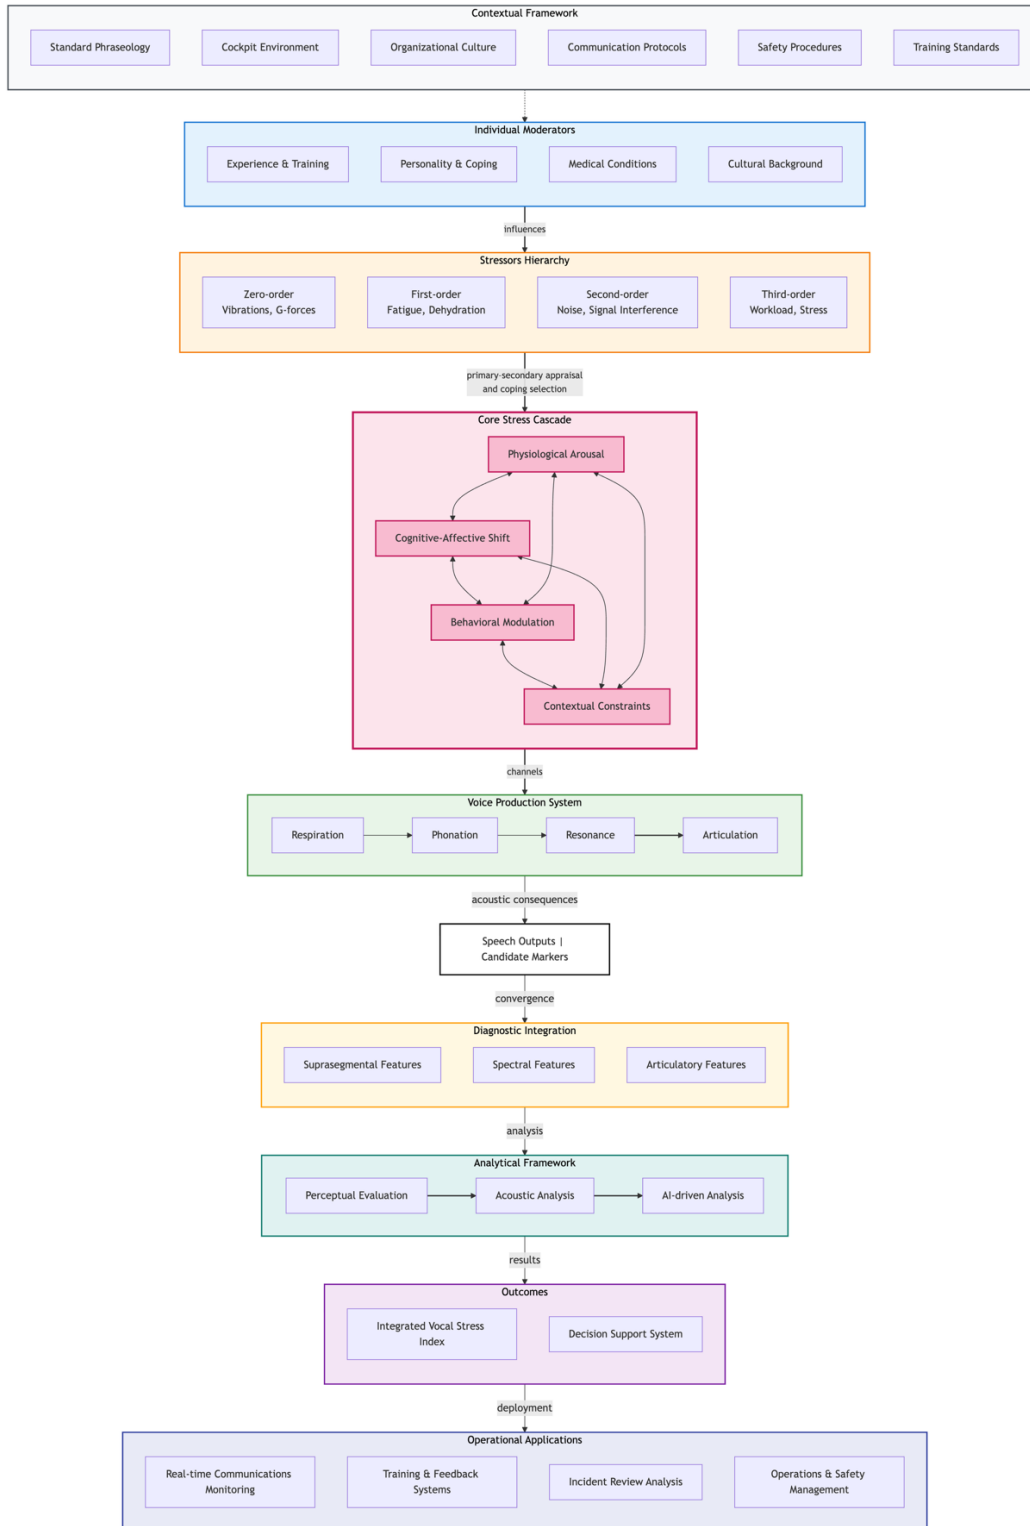 Contextual Framework
Standard Phraseology
Cockpit Environment
Organizational Culture
Communication Protocols
Safety Procedures
Training Standards
Individual Moderators
Experience & Training
Personality & Coping
Medical Conditions
Cultural Background
influences
Stressors Hierarchy
Zero-order
Vibrations, G-forces
First-order
Fatigue, Dehydration
Second-order
Noise, Signal Interference
Third-order
Workload, Stress
primary-secondary appraisal
and coping selection
Core Stress Cascade
Physiological Arousal
Cognitive-Affective Shift
Behavioral Modulation
Contextual Constraints
channels
Voice Production System
Respiration
Phonation
Resonance
Articulation
acoustic consequences
Speech Outputs |
Candidate Markers
convergence
Diagnostic Integration
Suprasegmental Features
Spectral Features
Articulatory Features
analysis
Analytical Framework
Perceptual Evaluation
Acoustic Analysis
AI-driven Analysis
results
Outcomes
Integrated Vocal Stress
Index
Decision Support System
deployment
Operational Applications
Real-time Communications
Monitoring
Training & Feedback
Systems
Incident Review Analysis
Operations & Safety
Management